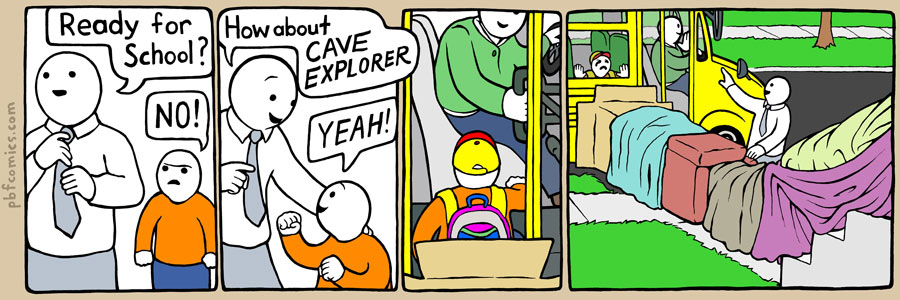 Ready for
School?
NO!
How about
CAVE
EXPLORER
YEAH!
pbfcomics.com